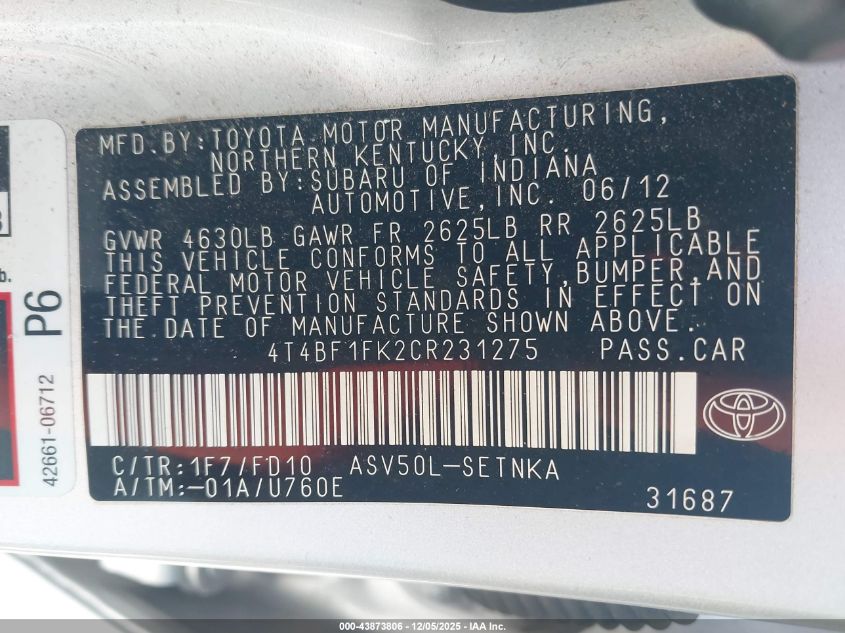 MFD.BY:TOYOTA MOTOR MANUFACTURING,
NORTHERN KENTUCKY,INC.
ASSEMBLED BY:SUBARU OF INDIANA
AUTOMOTIVE,INC. 06/12
GVWR 4630LB GAWR FR 2625LB RR 2625LB
THIS VEHICLE CONFORMS TO ALL APPLICABLE
FEDERAL MOTOR VEHICLE SAFETY,BUMPER,AND
THEFT PREVENTION STANDARDS IN EFFECT ON
THE DATE OF MANUFACTURE SHOWN ABOVE.
4T4BF1FK2CR231275 PASS.CAR
C/TR:1F7/FD10 ASV50L-SETNKA
A/TM:-01A/U760E 31687
P6
42661-06712
b.
000-43873806 - 12/05/2025 - IAA Inc.